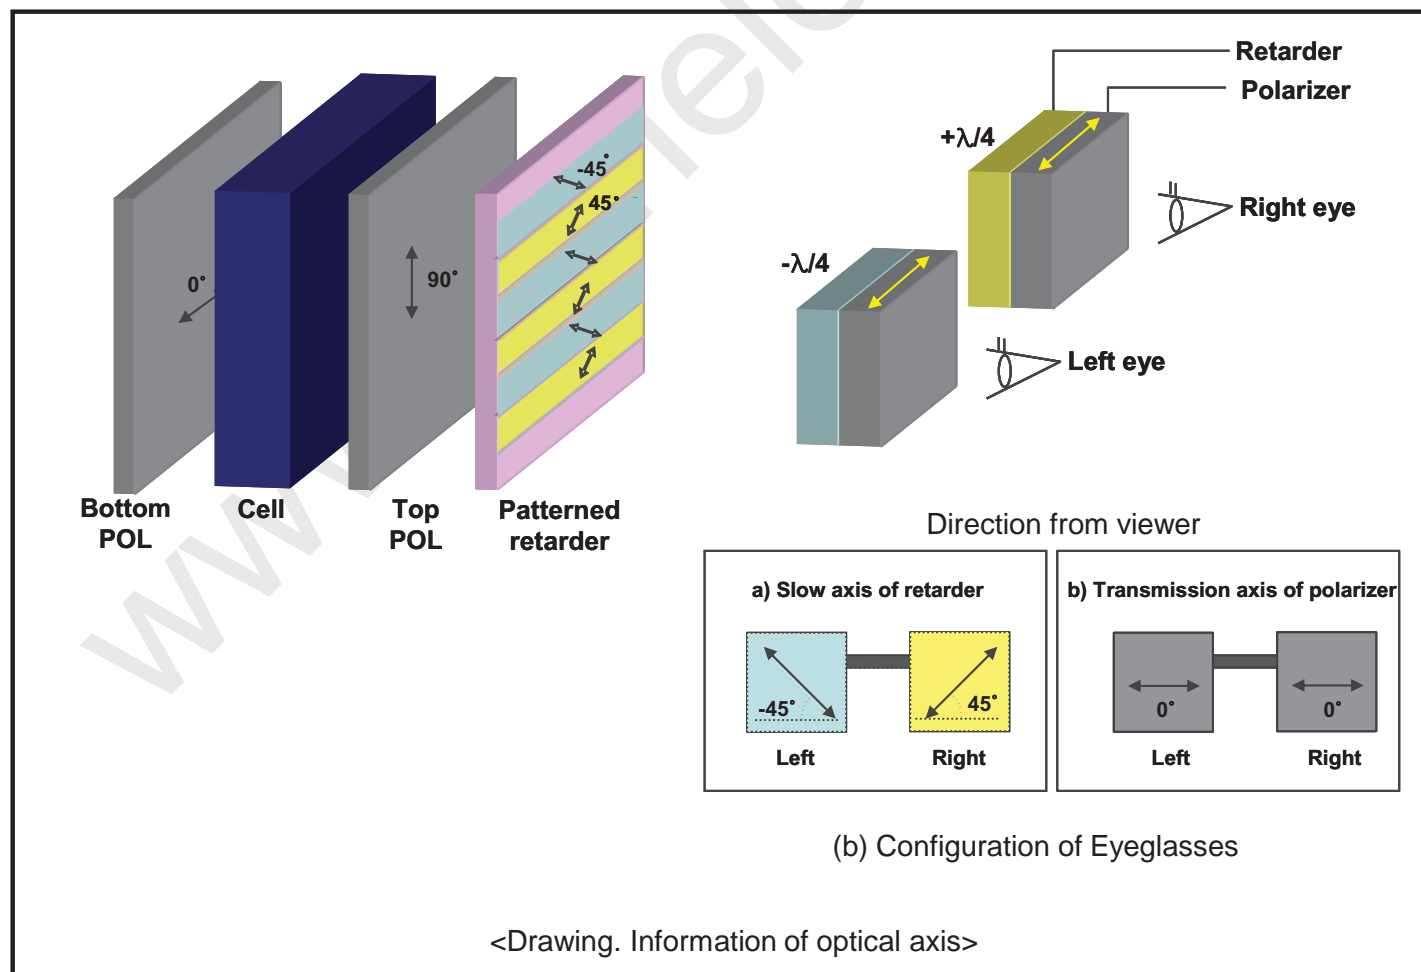 Retarder
Polarizer
+λ/4
-45°
45°
Right eye
0°
90°
-λ/4
Left eye
Bottom
POL
Cell
Top
POL
Patterned
retarder
Direction from viewer
a) Slow axis of retarder
-45°
45°
Left
Right
b) Transmission axis of polarizer
0°
0°
Left
Right
(b) Configuration of Eyeglasses
<Drawing. Information of optical axis>